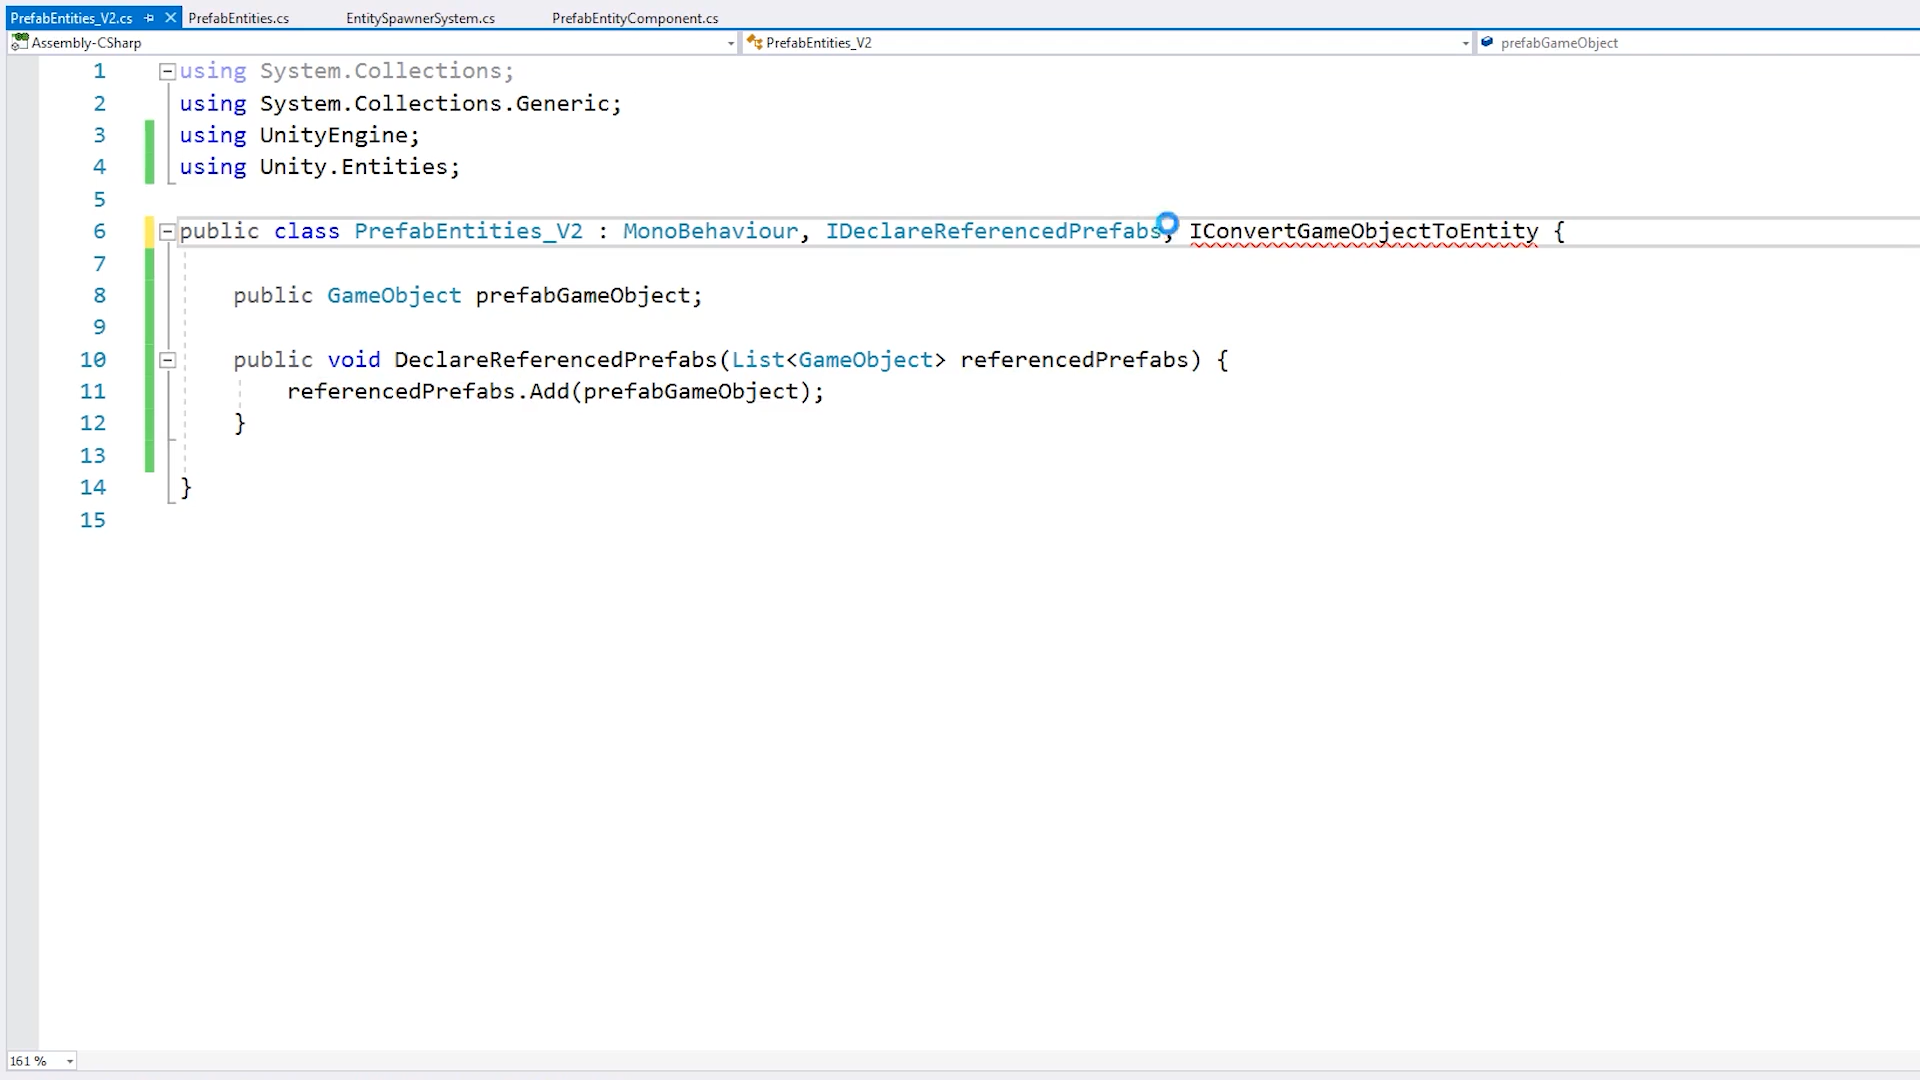 PrefabEntities_V2.cs PrefabEntities.cs EntitySpawnerSystem.cs PrefabEntityComponent.cs
Assembly-CSharp PrefabEntities_V2 prefabGameObject
1 using System.Collections;
2 using System.Collections.Generic;
3 using UnityEngine;
4 using Unity.Entities;
5
6 public class PrefabEntities_V2 : MonoBehaviour, IDeclareReferencedPrefabs, IConvertGameObjectToEntity {
7
8 public GameObject prefabGameObject;
9
10 public void DeclareReferencedPrefabs(List<GameObject> referencedPrefabs) {
11 referencedPrefabs.Add(prefabGameObject);
12 }
13
14 }
15
161 %